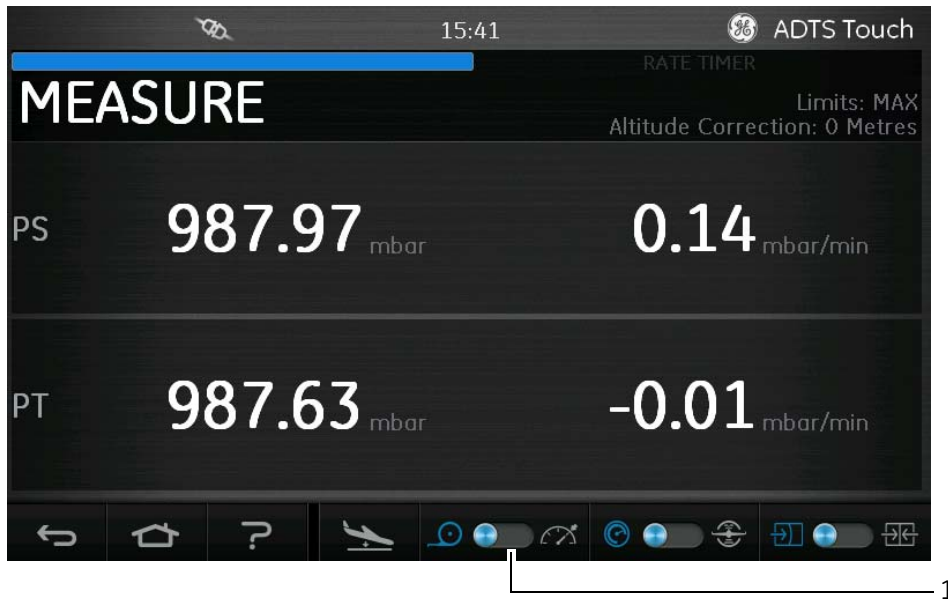 15:41
ADTS Touch
RATE TIMER
MEASURE
Limits: MAX
Altitude Correction: 0 Metres
PS 987.97 mbar 0.14 mbar/min
PT 987.63 mbar -0.01 mbar/min
?
1